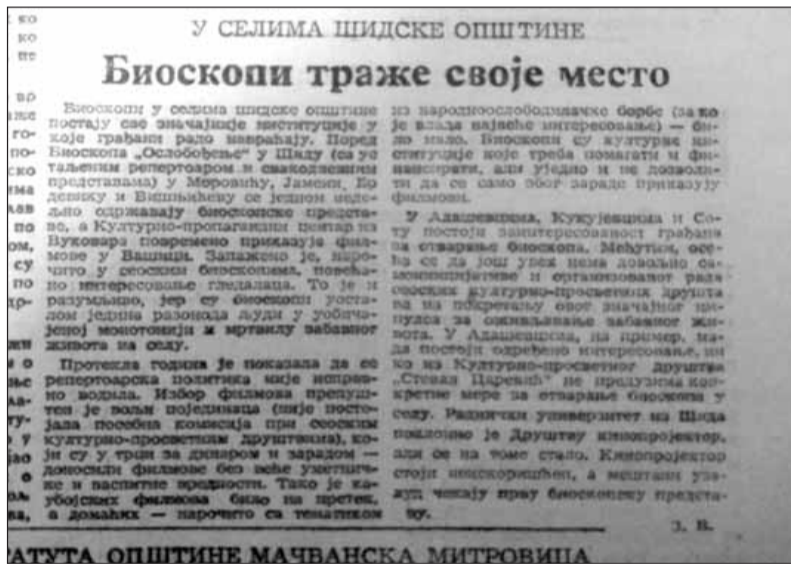 У СЕЛИМА ШИДСКЕ ОПШТИНЕ
Биоскопи траже своје место
Биоскопи у селима шидске општине
постају све значајније институције у
које грађани радо навраћају. Поред
Биоскопа „Ослобођење“ у Шиду (са ус
таљеним репертоаром и свакодневним
представама) у Моровићу, Јамени, Ер
девику и Вишњићеву се једном недељ-
но одржавају биоскопске представ-
е, а Културно-пропагандни центар из
Вуковара повремено приказује фил-
мове у Вашици. Запажено је, наро-
чито у сеоским биоскопима, повећа-
но интересовање гледалаца. То је и
разумљиво, јер су биоскопи уоста-
лом једина разонода људи у уобича-
јеној монотонији и мртвилу забавног
живота на селу.
Протекла година је показала да се
репертоарска политика није исправ-
но водила. Избор филмова препуш-
тен је вољи појединаца (није посто-
јала посебна комисија при сеоским
културно-просветним друштвима), ко-
ји су у трци за динаром и зарадом —
доносили филмове без веће уметнич-
ке и васпитне вредности. Тако је ка-
убојских филмова било на претек,
а домаћих — нарочито са тематиком
из народноослободилачке борбе (за ко
је влада највеће интересовање) — би-
ло мало. Биоскопи су културне ин-
ституције које треба помагати и фи-
нансирати, али уједно и не дозволи-
ти да се само због зараде приказују
филмови.
У Адашевцима, Кукујевцима и Со-
ту постоји заинтересованост грађана
за отварање биоскопа. Међутим, осе-
ћа се да још увек нема довољно са-
моиницијативе и организованог рада
сеоских културно-просветних друшта
ва на покретању овог значајног им-
пулса за оживљавање забавног жи-
вота. У Адашевцима, на пример, ма-
да постоји одређено интересовање, ни
ко из Културно-просветног друштва
„Стеван Царевић“ не предузима кон-
кретне мере за отварање биоскопа у
селу. Раднички универзитет из Шида
поклонио је Друштву кинопројектор,
али се на томе стало. Кинопројектор
стоји неискоришћен, а мештани уза-
луд чекају прву биоскопску предста-
ву.
З. В.
АТУТА ОПШТИНЕ МАЧВАНСКА МИТРОВИЦА